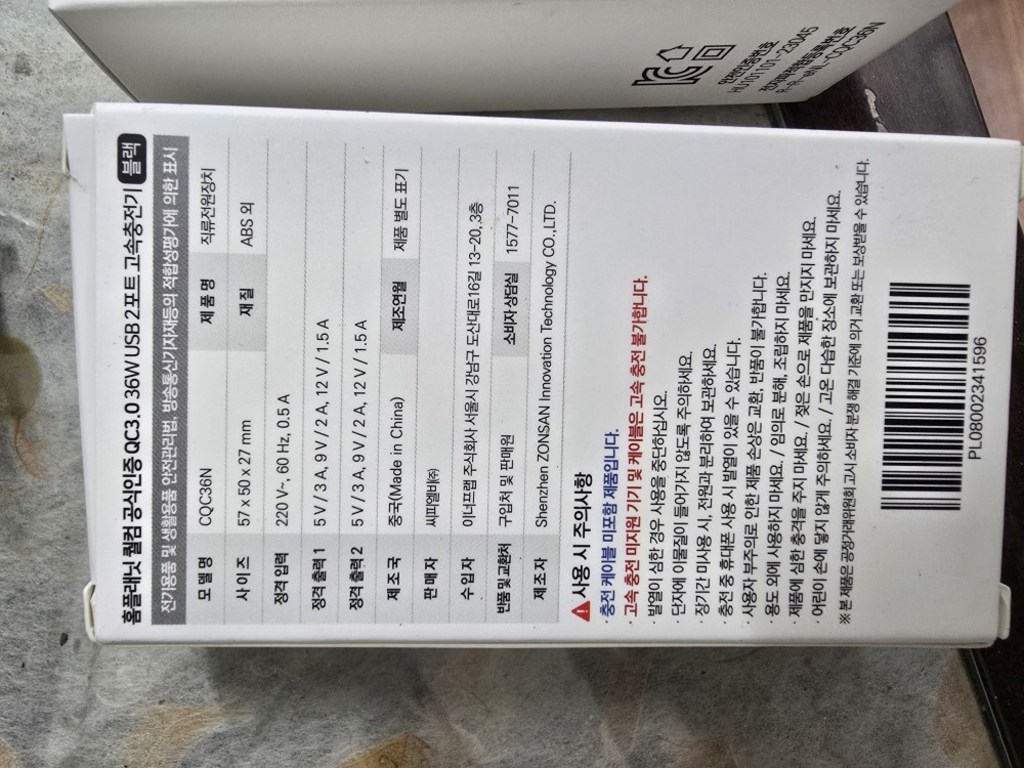 안전인증번호
HU101101-23045
전자파적합등록번호
홈플래닛 퀄컴 공식인증 QC3.0 36W USB 2포트 고속충전기 블랙
전기용품 및 생활용품 안전관리법, 방송통신기자재등의 적합성평가에 의한 표시
모델명 CQC36N 제품명 직류전원장치
사이즈 57 x 50 x 27 mm 재질 ABS 외
정격 입력 220 V~, 60 Hz, 0.5 A
정격 출력 1 5 V / 3 A, 9 V / 2 A, 12 V / 1.5 A
정격 출력 2 5 V / 3 A, 9 V / 2 A, 12 V / 1.5 A
제조국 중국(Made in China) 제조연월 제품 별도 표기
판매자 씨피엘비㈜
수입자 이너프랩 주식회사 서울시 강남구 도산대로16길 13-20, 3층
반품 및 교환처 구입처 및 판매원 소비자 상담실 1577-7011
제조자 Shenzhen ZONSAN Innovation Technology CO.,LTD.
사용 시 주의사항
· 충전 케이블 미포함 제품입니다.
· 고속 충전 미지원 기기 및 케이블은 고속 충전 불가합니다.
· 발열이 심한 경우 사용을 중단하십시오.
· 단자에 이물질이 들어가지 않도록 주의하세요.
· 장기간 미사용 시, 전원과 분리하여 보관하세요.
· 충전 중 휴대폰 사용 시 발열이 있을 수 있습니다.
· 사용자 부주의로 인한 제품 손상은 교환, 반품이 불가합니다.
· 용도 외에 사용하지 마세요. / 임의로 분해, 조립하지 마세요.
· 제품에 심한 충격을 주지 마세요. / 젖은 손으로 제품을 만지지 마세요.
· 어린이 손에 닿지 않게 주의하세요. / 고온 다습한 장소에 보관하지 마세요.
※ 본 제품은 공정거래위원회 고시 소비자 분쟁 해결 기준에 의거 교환 또는 보상받을 수 있습니다.
PL08002341596